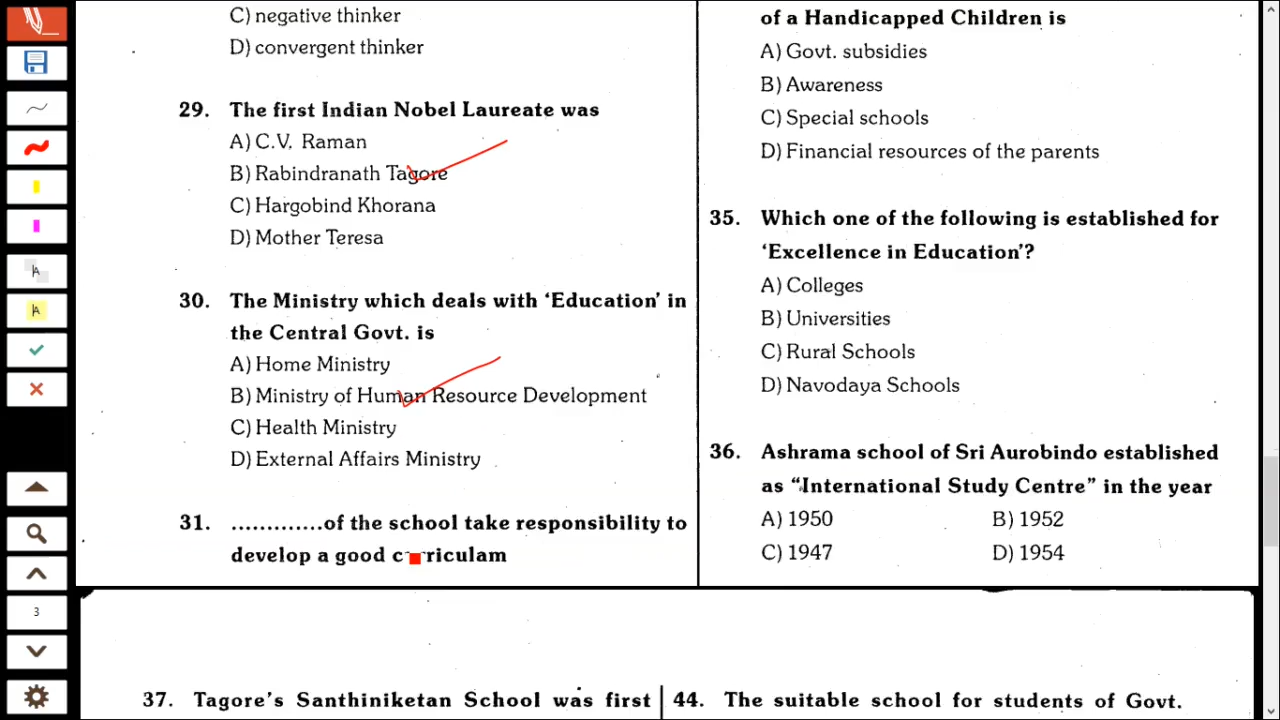 C) negative thinker
D) convergent thinker
29. The first Indian Nobel Laureate was
A) C.V. Raman
B) Rabindranath Tagore
C) Hargobind Khorana
D) Mother Teresa
30. The Ministry which deals with ‘Education’ in
the Central Govt. is
A) Home Ministry
B) Ministry of Human Resource Development
C) Health Ministry
D) External Affairs Ministry
31. .............of the school take responsibility to
develop a good curriculam
of a Handicapped Children is
A) Govt. subsidies
B) Awareness
C) Special schools
D) Financial resources of the parents
35. Which one of the following is established for
‘Excellence in Education’?
A) Colleges
B) Universities
C) Rural Schools
D) Navodaya Schools
36. Ashrama school of Sri Aurobindo established
as “International Study Centre” in the year
A) 1950 B) 1952
C) 1947 D) 1954
37. Tagore's Santhiniketan School was first
44. The suitable school for students of Govt.
A
A
3